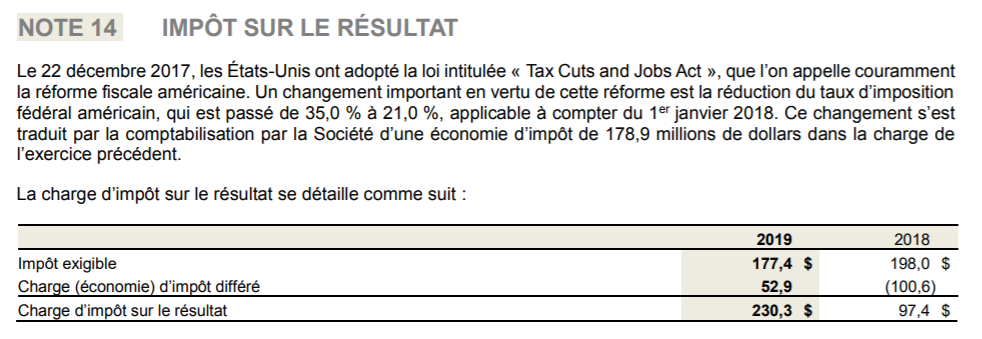 NOTE 14 IMPÔT SUR LE RÉSULTAT
Le 22 décembre 2017, les États-Unis ont adopté la loi intitulée « Tax Cuts and Jobs Act », que l’on appelle couramment
la réforme fiscale américaine. Un changement important en vertu de cette réforme est la réduction du taux d’imposition
fédéral américain, qui est passé de 35,0 % à 21,0 %, applicable à compter du 1er janvier 2018. Ce changement s’est
traduit par la comptabilisation par la Société d’une économie d’impôt de 178,9 millions de dollars dans la charge de
l’exercice précédent.
La charge d’impôt sur le résultat se détaille comme suit :
2019 2018
Impôt exigible 177,4 $ 198,0 $
Charge (économie) d’impôt différé 52,9 (100,6)
Charge d’impôt sur le résultat 230,3 $ 97,4 $